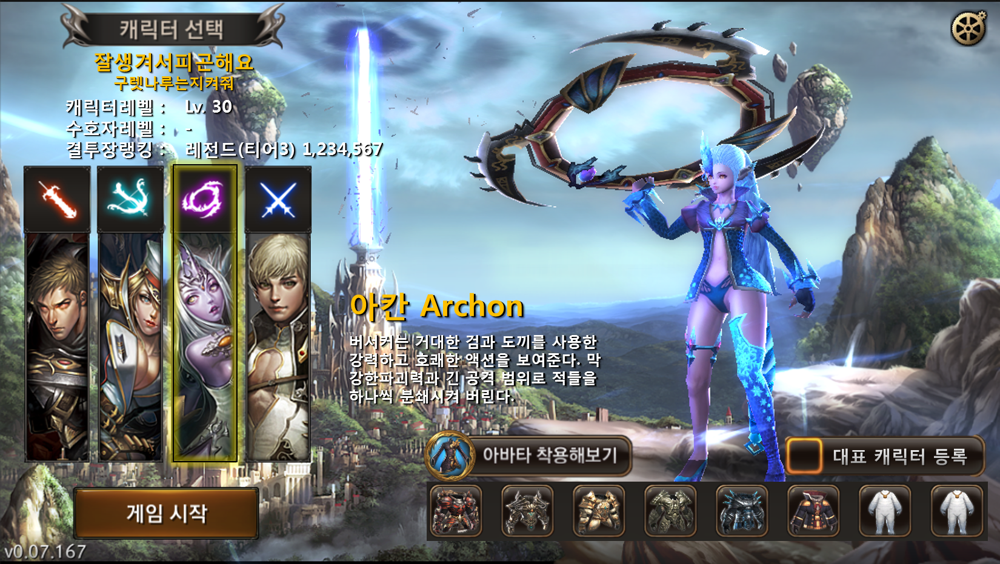 캐릭터 선택
잘생겨서피곤해요
구렛나루는지켜줘
캐릭터레벨 : Lv. 30
수호자레벨 : -
결투장랭킹 : 레전드(티어3) 1,234,567
아칸 Archon
버서커는 거대한 검과 도끼를 사용한
강력하고 호쾌한 액션을 보여준다. 막
강한파괴력과 긴 공격 범위로 적들을
하나씩 분쇄시켜 버린다.
아바타 착용해보기
대표 캐릭터 등록
게임 시작
v0.07.167